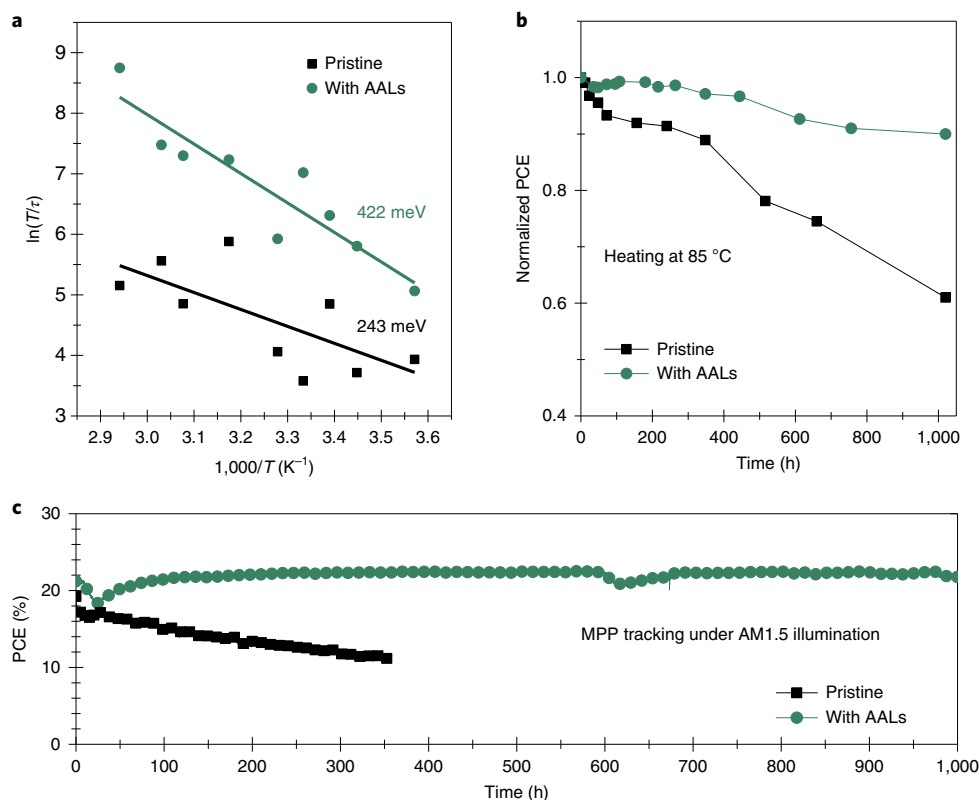 a
Pristine
With AALs
9
8
7
6
5
4
3
ln(T/τ)
422 meV
243 meV
2.9 3.0 3.1 3.2 3.3 3.4 3.5 3.6
1,000/T (K⁻¹)
b
1.0
0.8
0.6
0.4
Normalized PCE
Heating at 85 °C
Pristine
With AALs
0 200 400 600 800 1,000
Time (h)
c
30
20
10
0
PCE (%)
MPP tracking under AM1.5 illumination
Pristine
With AALs
0 100 200 300 400 500 600 700 800 900 1,000
Time (h)